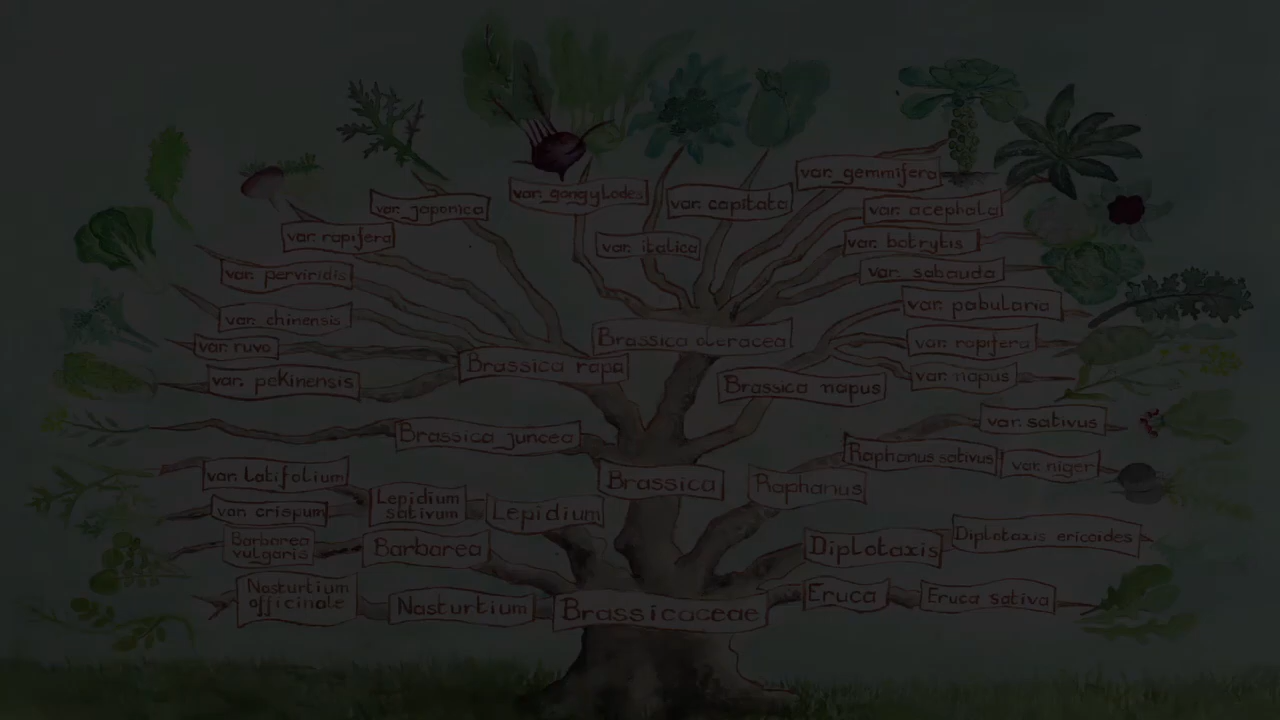 var. gemmifera
var. gongylodes
var. capitata
var. japonica
var. acephala
var. rapifera
var. italica
var. botrytis
var. perviridis
var. sabauda
var. pabularia
var. chinensis
Brassica oleracea
var. rapifera
var. ruvo
Brassica rapa
var. napus
var. pekinensis
Brassica napus
var. sativus
Brassica juncea
Raphanus sativus
var. niger
var. latifolium
Brassica
Raphanus
Lepidium
sativum
var. crispum
Lepidium
Diplotaxis ericoides
Barbarea
vulgaris
Barbarea
Diplotaxis
Nosturtium
officinale
Nasturtium
Brassicaceae
Eruca
Eruca sativa